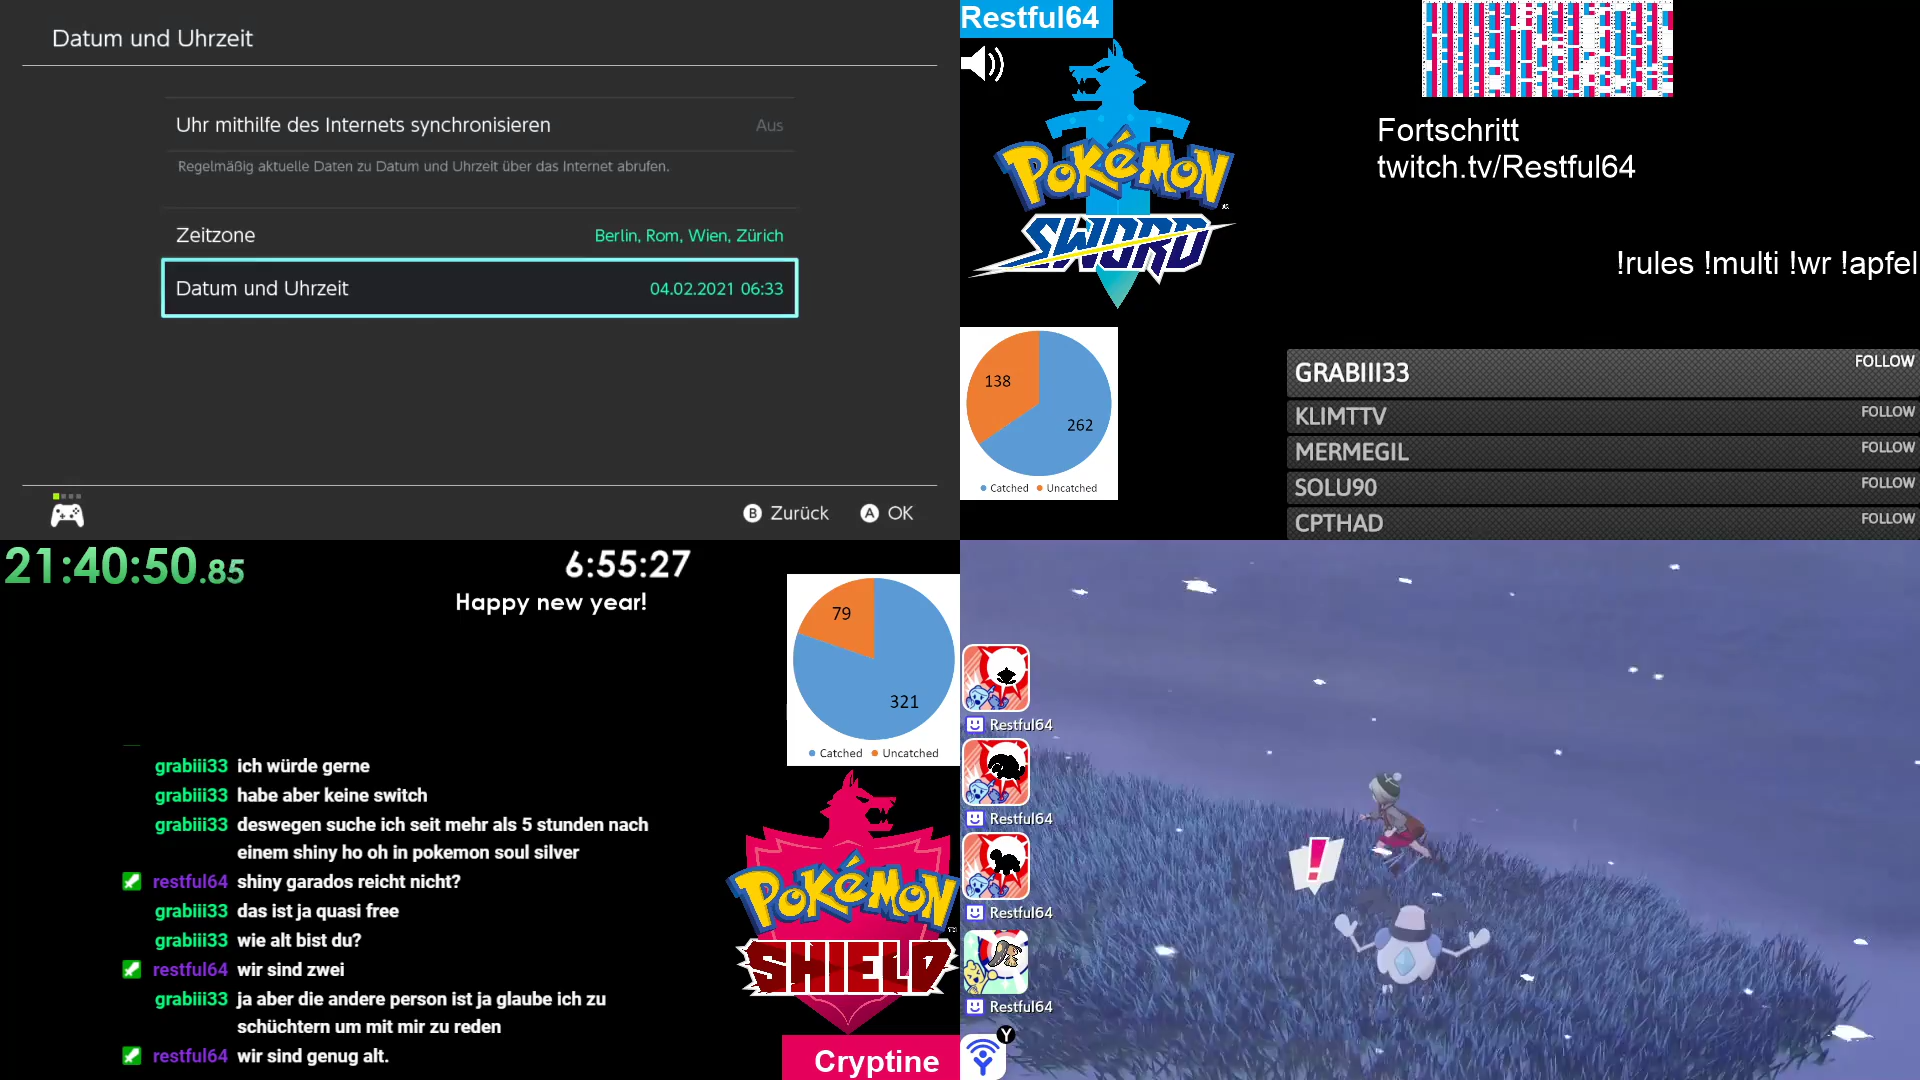 Datum und Uhrzeit
Uhr mithilfe des Internets synchronisieren Aus
Regelmäßig aktuelle Daten zu Datum und Uhrzeit über das Internet abrufen.
Zeitzone Berlin, Rom, Wien, Zürich
Datum und Uhrzeit 04.02.2021 06:33
B Zurück A OK
Restful64
POKÉMON
SWORD
Fortschritt
twitch.tv/Restful64
!rules !multi !wr !apfel
138
262
Catched Uncatched
GRABIII33 FOLLOW
KLIMTTV FOLLOW
MERMEGIL FOLLOW
SOLU90 FOLLOW
CPTHAD FOLLOW
21:40:50.85
6:55:27
Happy new year!
79
321
Catched Uncatched
grabiii33 ich würde gerne
grabiii33 habe aber keine switch
grabiii33 deswegen suche ich seit mehr als 5 stunden nach
einem shiny ho oh in pokemon soul silver
restful64 shiny garados reicht nicht?
grabiii33 das ist ja quasi free
grabiii33 wie alt bist du?
restful64 wir sind zwei
grabiii33 ja aber die andere person ist ja glaube ich zu
schüchtern um mit mir zu reden
restful64 wir sind genug alt.
POKÉMON
SHIELD
Cryptine
Restful64
Restful64
Restful64
Restful64
Y
!